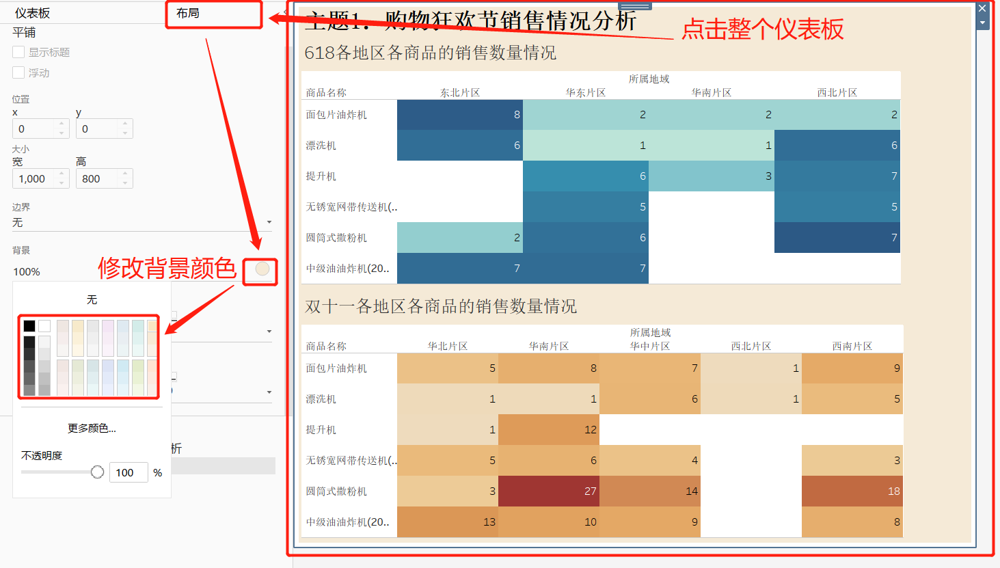 仪表板
布局
平铺
显示标题
浮动
位置
x
y
0
0
大小
宽
高
1,000
800
边界
无
背景
100%
修改背景颜色
无
更多颜色...
不透明度
100
%
析
点击整个仪表板
主题1：购物狂欢节销售情况分析
618各地区各商品的销售数量情况
所属地域
商品名称 东北片区 华东片区 华南片区 西北片区
面包片油炸机 8 2 2 2
漂洗机 6 1 1 6
提升机 6 3 7
无锈宽网带传送机(.. 5 5
圆筒式撒粉机 2 6 7
中级油油炸机(20.. 7 7
双十一各地区各商品的销售数量情况
所属地域
商品名称 华北片区 华南片区 华中片区 西北片区 西南片区
面包片油炸机 5 8 7 1 9
漂洗机 1 1 6 1 5
提升机 1 12
无锈宽网带传送机(.. 5 6 4 3
圆筒式撒粉机 3 27 14 18
中级油油炸机(20.. 13 10 9 8